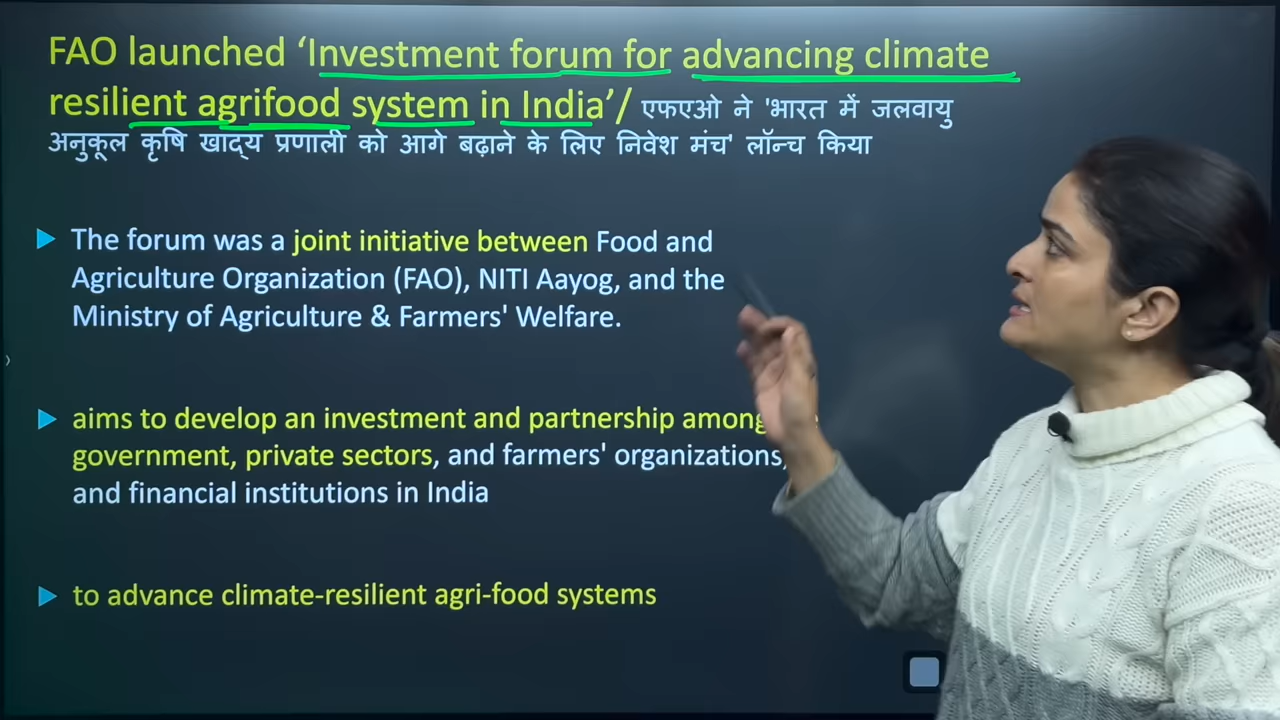 FAO launched ‘Investment forum for advancing climate
resilient agrifood system in India’/ एफएओ ने 'भारत में जलवायु
अनुकूल कृषि खाद्य प्रणाली को आगे बढ़ाने के लिए निवेश मंच' लॉन्च किया
The forum was a joint initiative between Food and
Agriculture Organization (FAO), NITI Aayog, and the
Ministry of Agriculture & Farmers' Welfare.
aims to develop an investment and partnership among
government, private sectors, and farmers' organizations,
and financial institutions in India
to advance climate-resilient agri-food systems